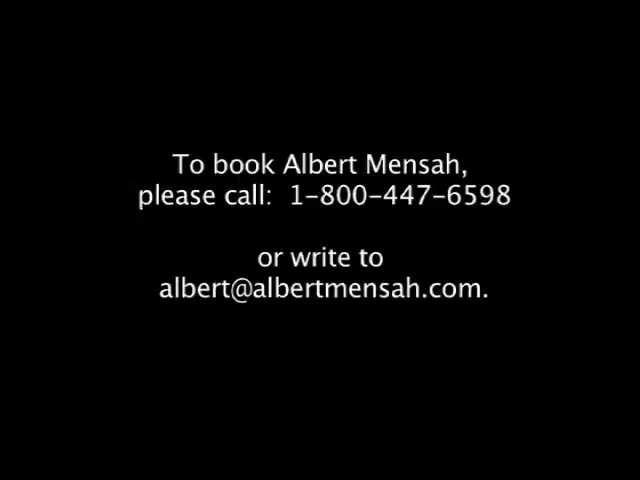 To book Albert Mensah,
please call:  1-800-447-6598
or write to
albert@albertmensah.com.